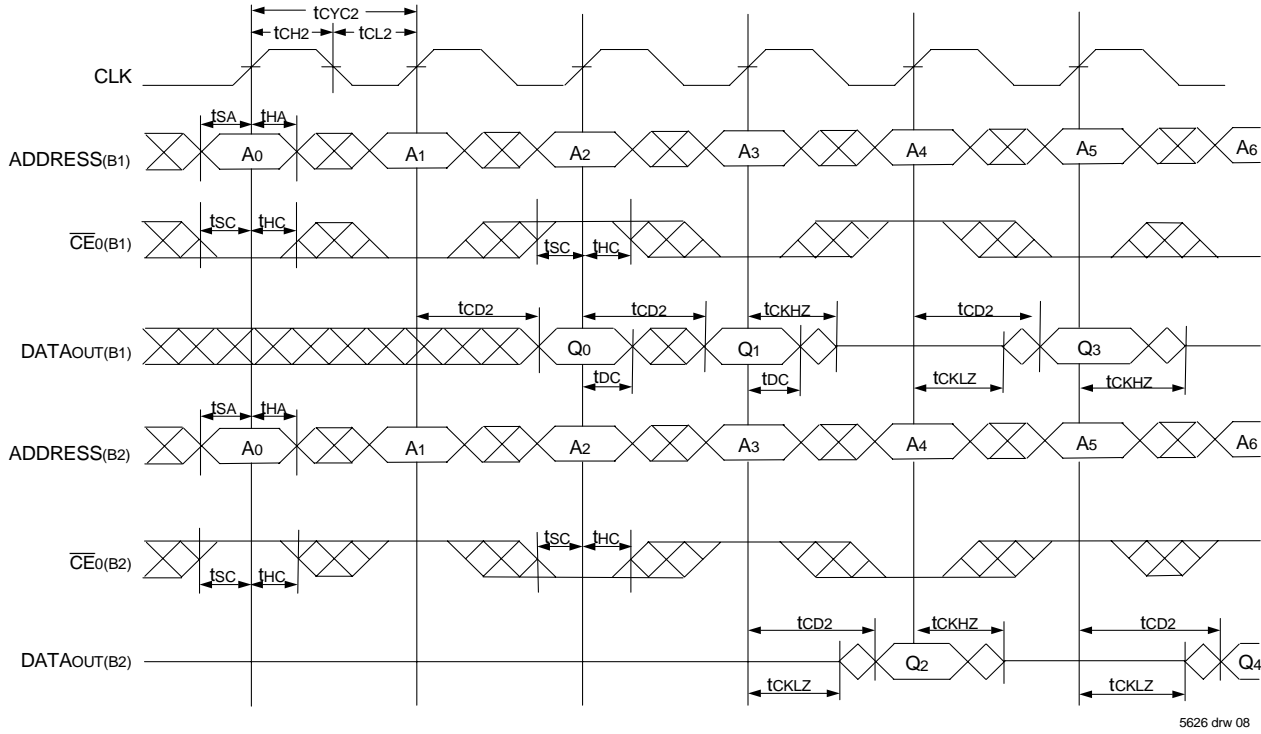 tCYC2
tCH2 tCL2
CLK
tSA tHA
ADDRESS(B1) A0 A1 A2 A3 A4 A5 A6
tSC tHC
CE0(B1) tSC tHC
tCD2 tCD2 tCKHZ tCD2
DATAOUT(B1) Q0 Q1 Q3
tDC tDC tCKLZ tCKHZ
tSA tHA
ADDRESS(B2) A0 A1 A2 A3 A4 A5 A6
tSC tHC
CE0(B2)
tSC tHC
tCD2 tCKHZ tCD2
DATAOUT(B2) Q2 Q4
tCKLZ tCKLZ
5626 drw 08